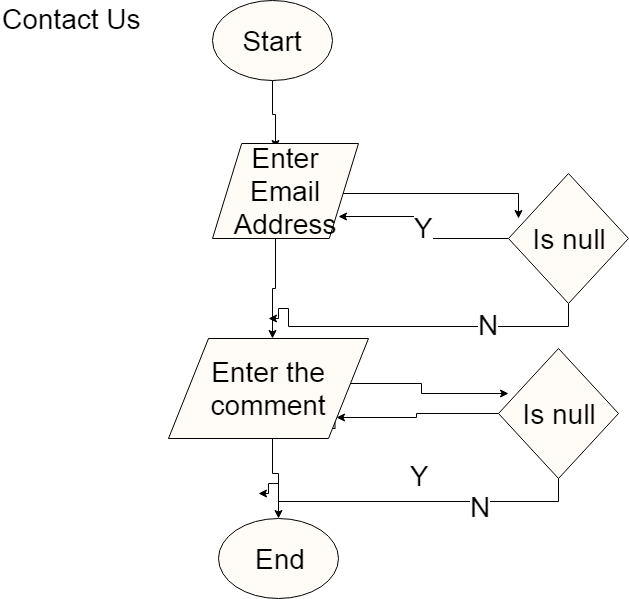 Contact Us
Start
Enter
Email
Address
Y
Is null
N
Enter the
comment
Is null
Y
N
End